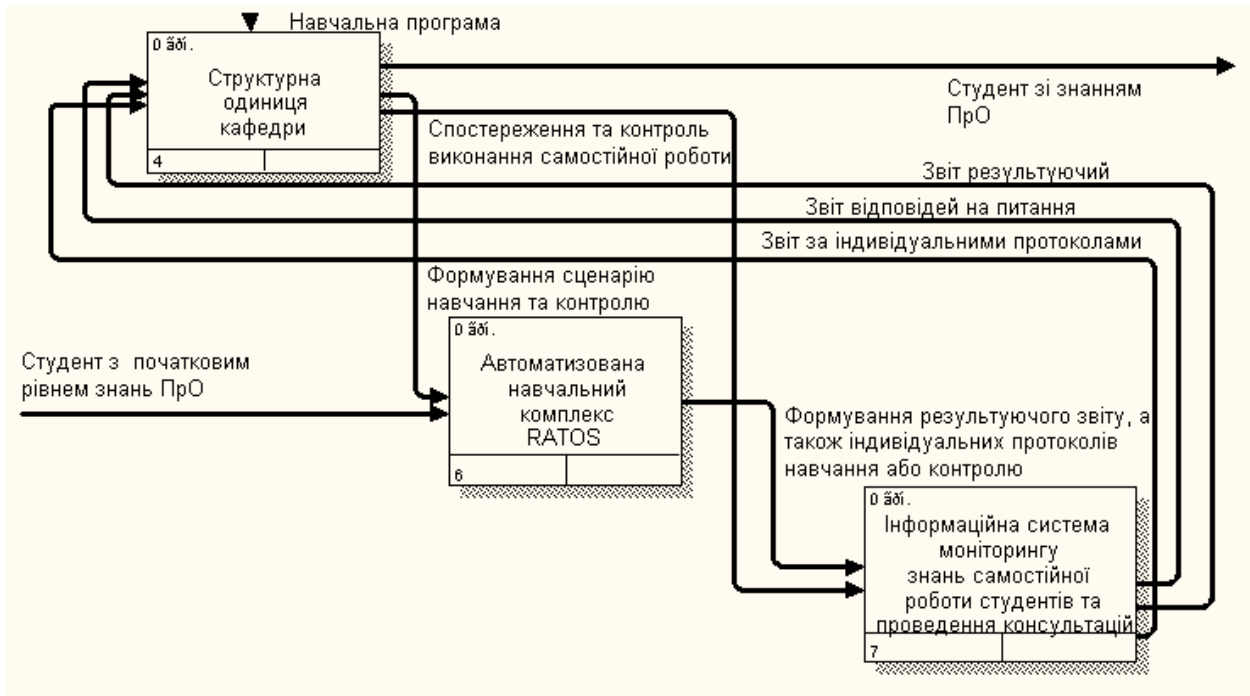 Навчальна програма
0 ãðí.
Структурна
одиниця
кафедри
4
Студент зі знанням
ПрО
Спостереження та контроль
виконання самостійної роботи
Звіт результуючий
Звіт відповідей на питання
Звіт за індивідуальними протоколами
Формування сценарію
навчання та контролю
0 ãðí.
Автоматизована
навчальний
комплекс
RATOS
6
Студент з початковим
рівнем знань ПрО
Формування результуючого звіту, а
також індивідуальних протоколів
навчання або контролю
0 ãðí.
Інформаційна система
моніторингу
знань самостійної
роботи студентів та
проведення консультацій
7